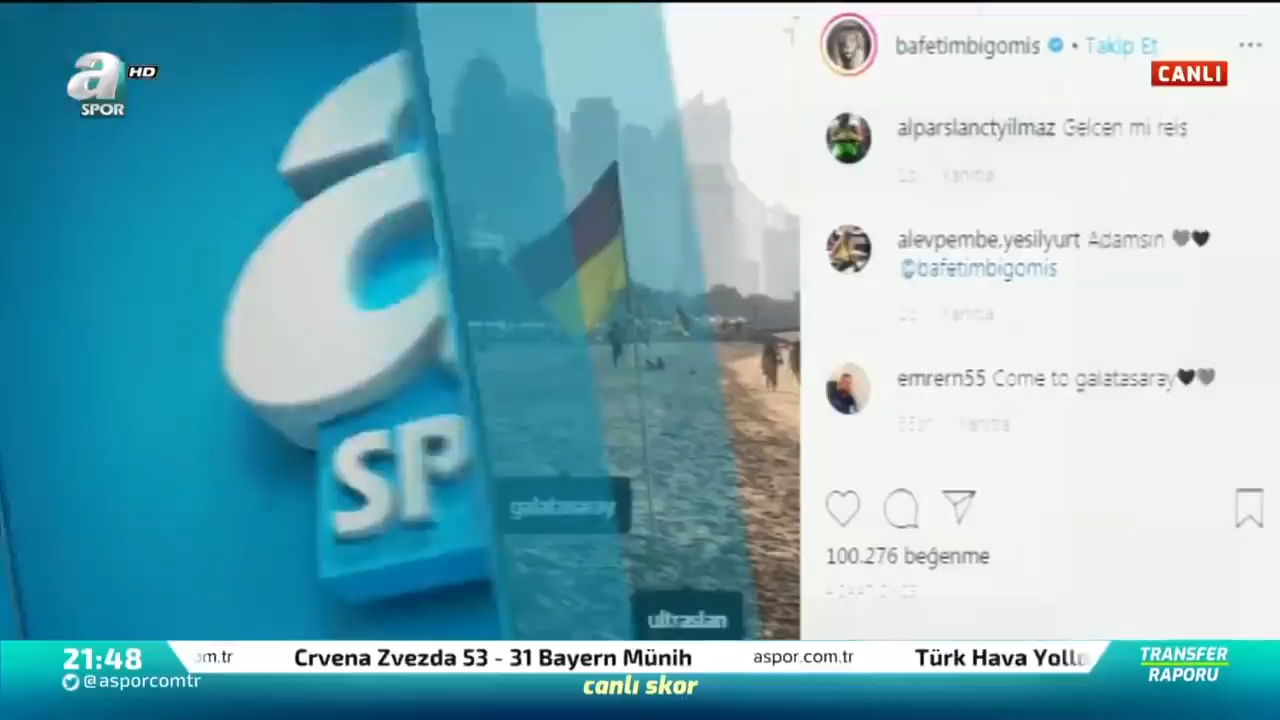 a HD
SPOR
SP
galatasaray
ultraslan
bafetimbigomis • Takip Et
CANLI
alparslanctyilmaz Gelcen mi reis
Yanıtla
alevpembe.yesilyurt Adamsın
@bafetimbigomis
Yanıtla
emrern55 Come to galatasaray
Yanıtla
100.276 beğenme
21:48
@asporcomtr
Crvena Zvezda 53 - 31 Bayern Münih
aspor.com.tr
Türk Hava
canlı skor
TRANSFER
RAPORU